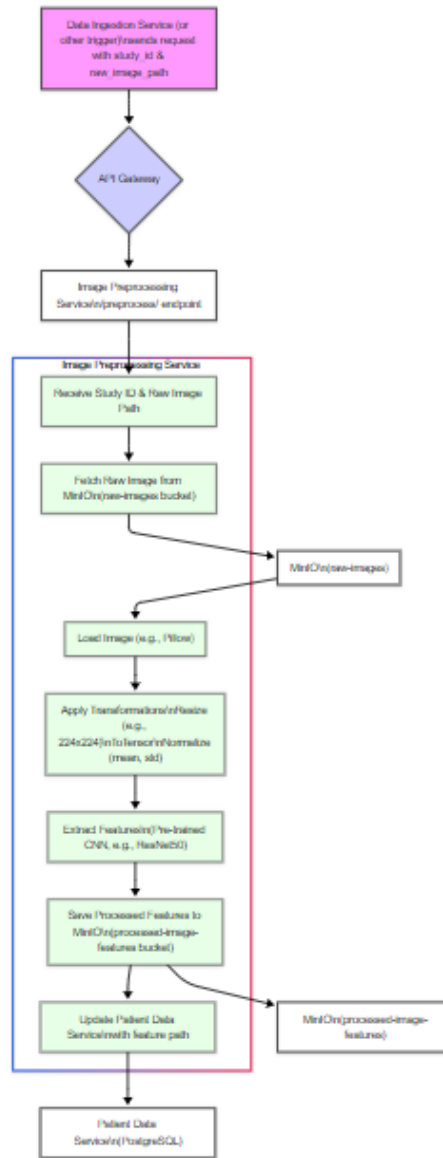 Data Ingestion Service (or
other trigger)\nsends request
with study_id &
raw_image_path
API Gateway
Image Preprocessing
Service\n/preprocess/ endpoint
Image Preprocessing Service
Receive Study ID & Raw Image
Path
Fetch Raw Image from
MinIO\n(raw-images bucket)
MinIO\n(raw-images)
Load Image (e.g., Pillow)
Apply Transformations\nResize
(e.g.,
224x224)\nToTensor\nNormalize
(mean, std)
Extract Features\n(Pre-trained
CNN, e.g., ResNet50)
Save Processed Features to
MinIO\n(processed-image-
features bucket)
Update Patient Data
Service\nwith feature path
MinIO\n(processed-image-
features)
Patient Data
Service\n(PostgreSQL)